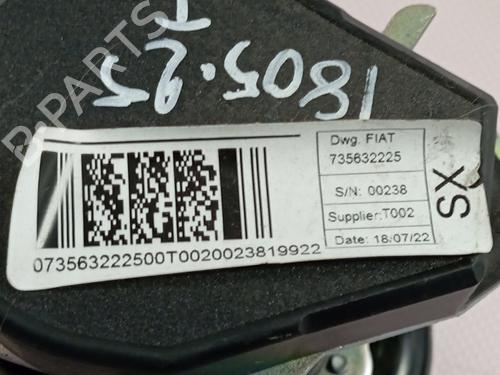 1805.25
T
B-PARTS
Dwg. FIAT
735632225
S/N: 00238
Supplier:T002
Date: 18/07/22
SX
073563222500T0020023819922